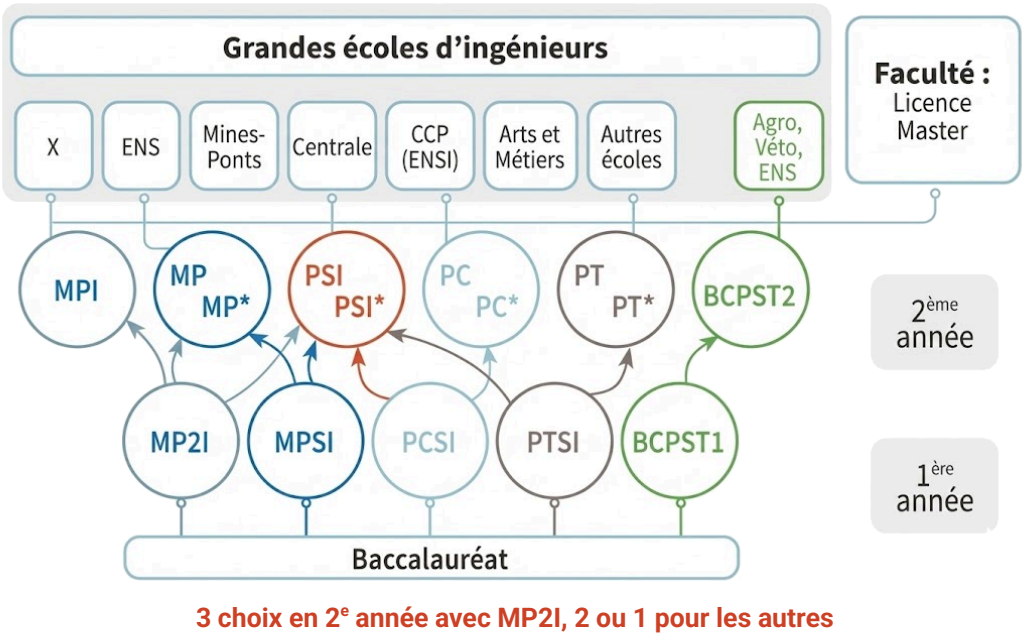 Grandes écoles d’ingénieurs
Faculté :
Licence
Master
X
ENS
Mines-
Ponts
Centrale
CCP
(ENSI)
Arts et
Métiers
Autres
écoles
Agro,
Véto,
ENS
MPI
MP
MP*
PSI
PSI*
PC
PC*
PT
PT*
BCPST2
2ème
année
MP2I
MPSI
PCSI
PTSI
BCPST1
1ère
année
Baccalauréat
3 choix en 2e année avec MP2I, 2 ou 1 pour les autres